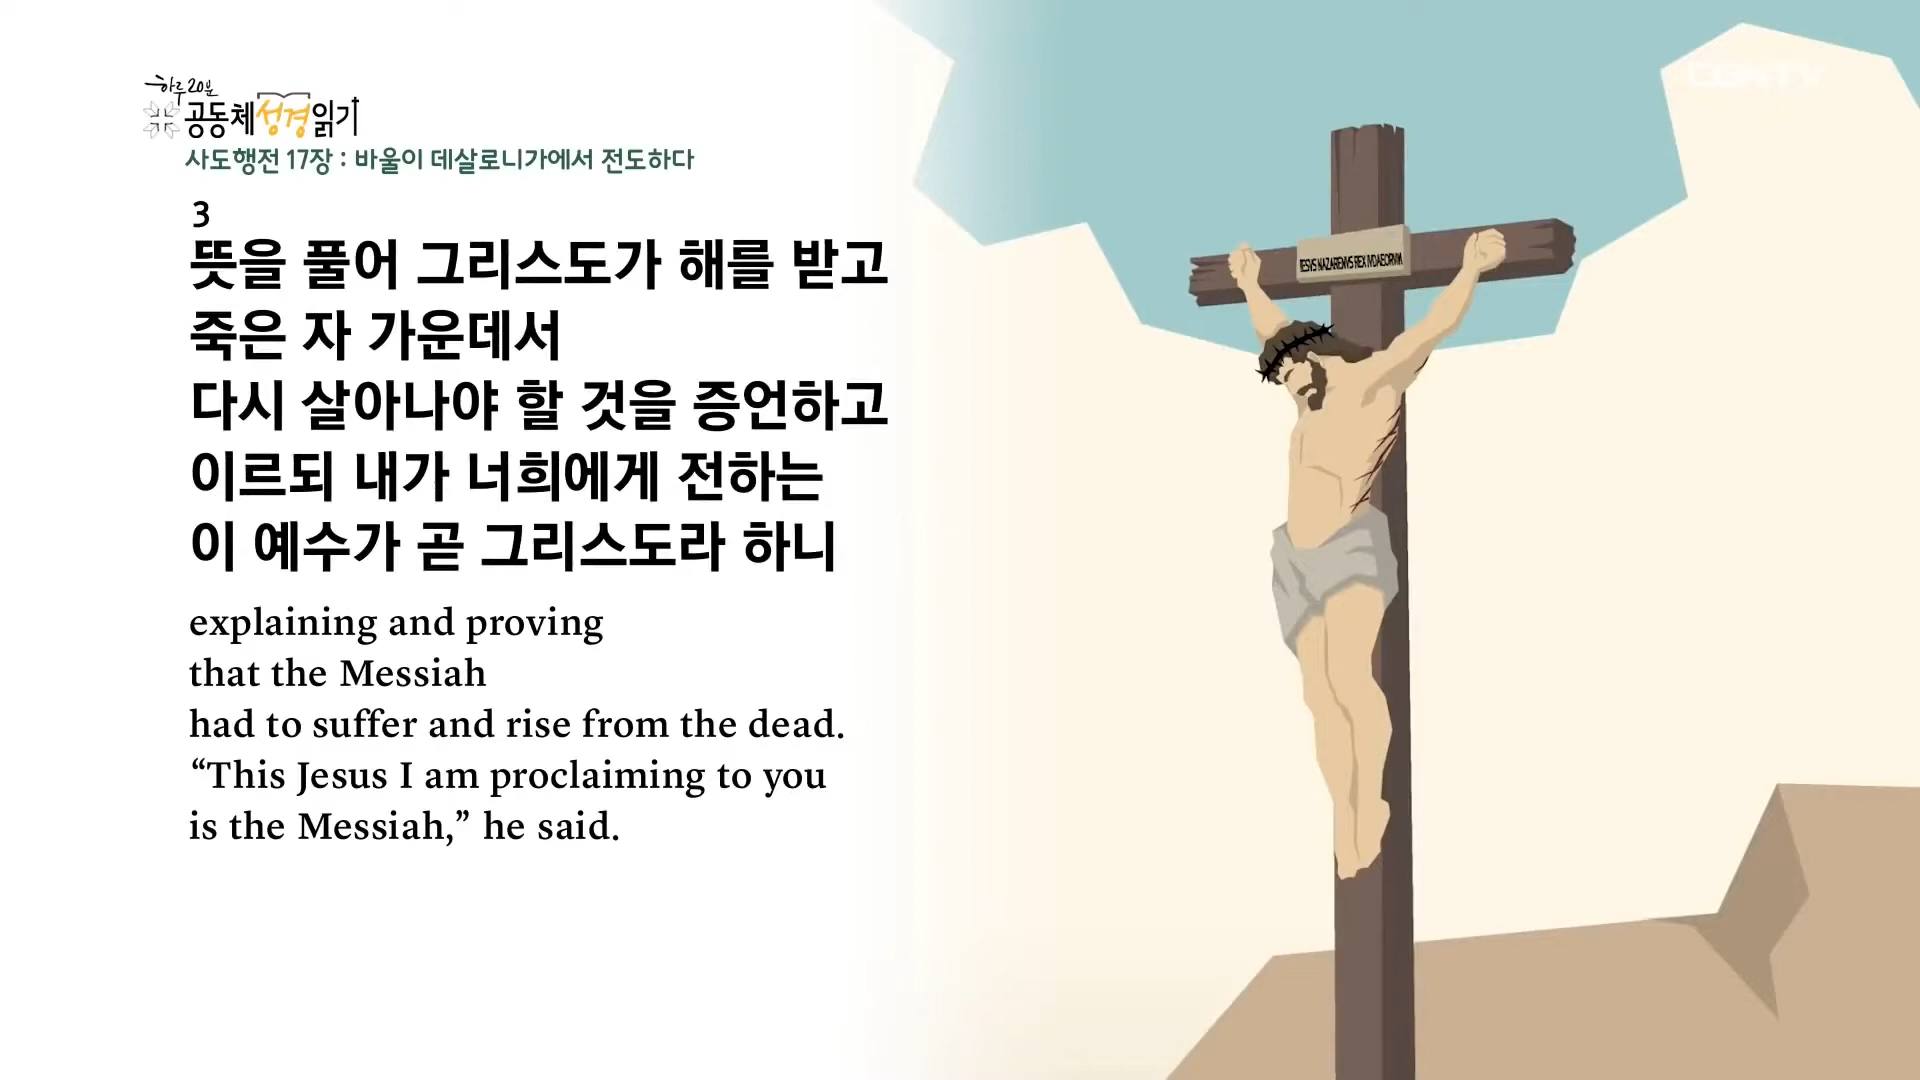 하루 20분
공동체성경읽기
사도행전 17장 : 바울이 데살로니가에서 전도하다
3
뜻을 풀어 그리스도가 해를 받고
죽은 자 가운데서
다시 살아나야 할 것을 증언하고
이르되 내가 너희에게 전하는
이 예수가 곧 그리스도라 하니
explaining and proving
that the Messiah
had to suffer and rise from the dead.
“This Jesus I am proclaiming to you
is the Messiah,” he said.
CGNTV
IESVS NAZARENVS REX IVDAEORVM